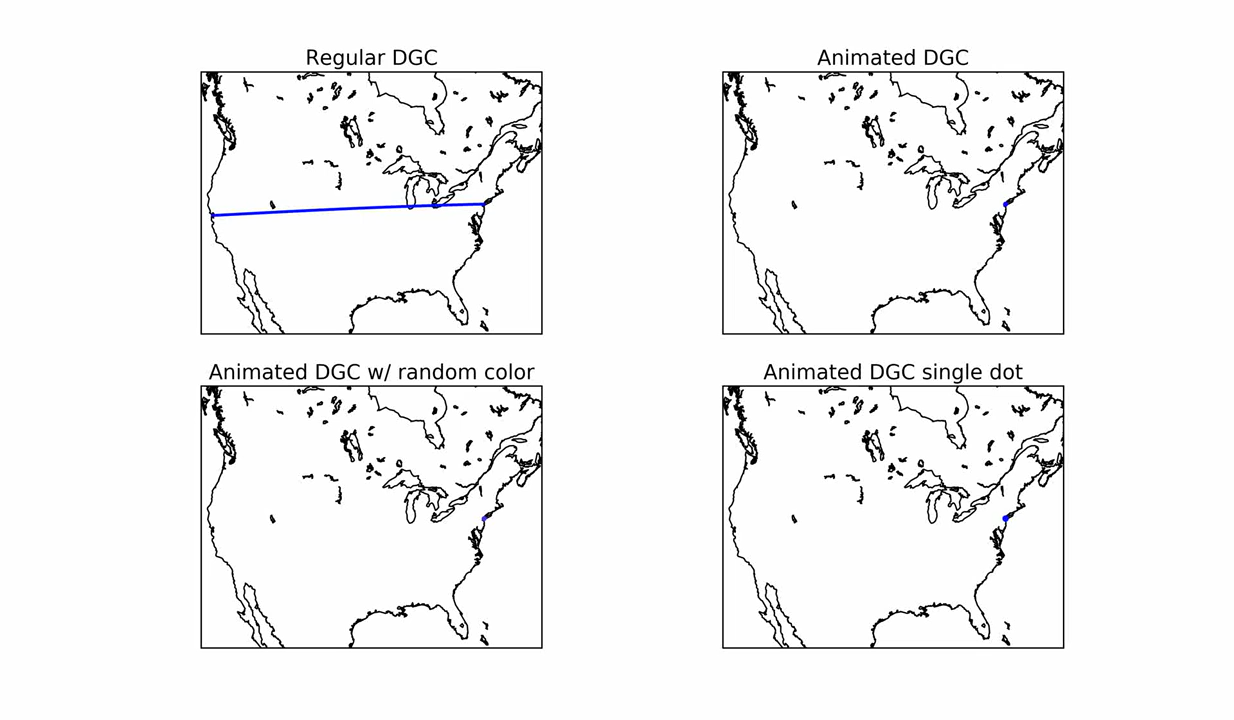 Regular DGC
Animated DGC
Animated DGC w/ random color
Animated DGC single dot